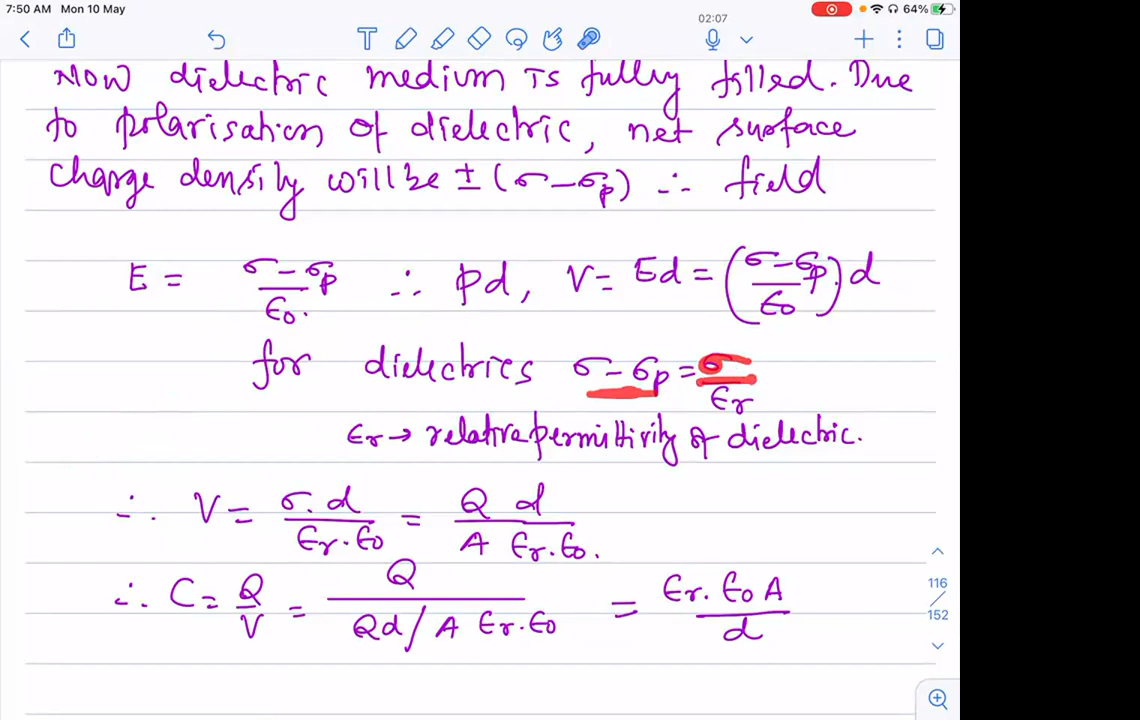 7:50 AM Mon 10 May
64%
02:07
Now dielectric medium is fully filled. Due
to polarisation of dielectric, net surface
charge density will be ± (σ - σp) ∴ field
E = σ - σp / ε0. ∴ pd, V = Ed = (σ - σp / ε0) d
for dielectrics σ - σp = σ / εr
εr → relative permittivity of dielectric.
∴ V = σ. d / εr. ε0 = Q d / A εr. ε0.
∴ C = Q / V = Q / Qd / A εr. ε0 = εr. ε0 A / d
116
/
152